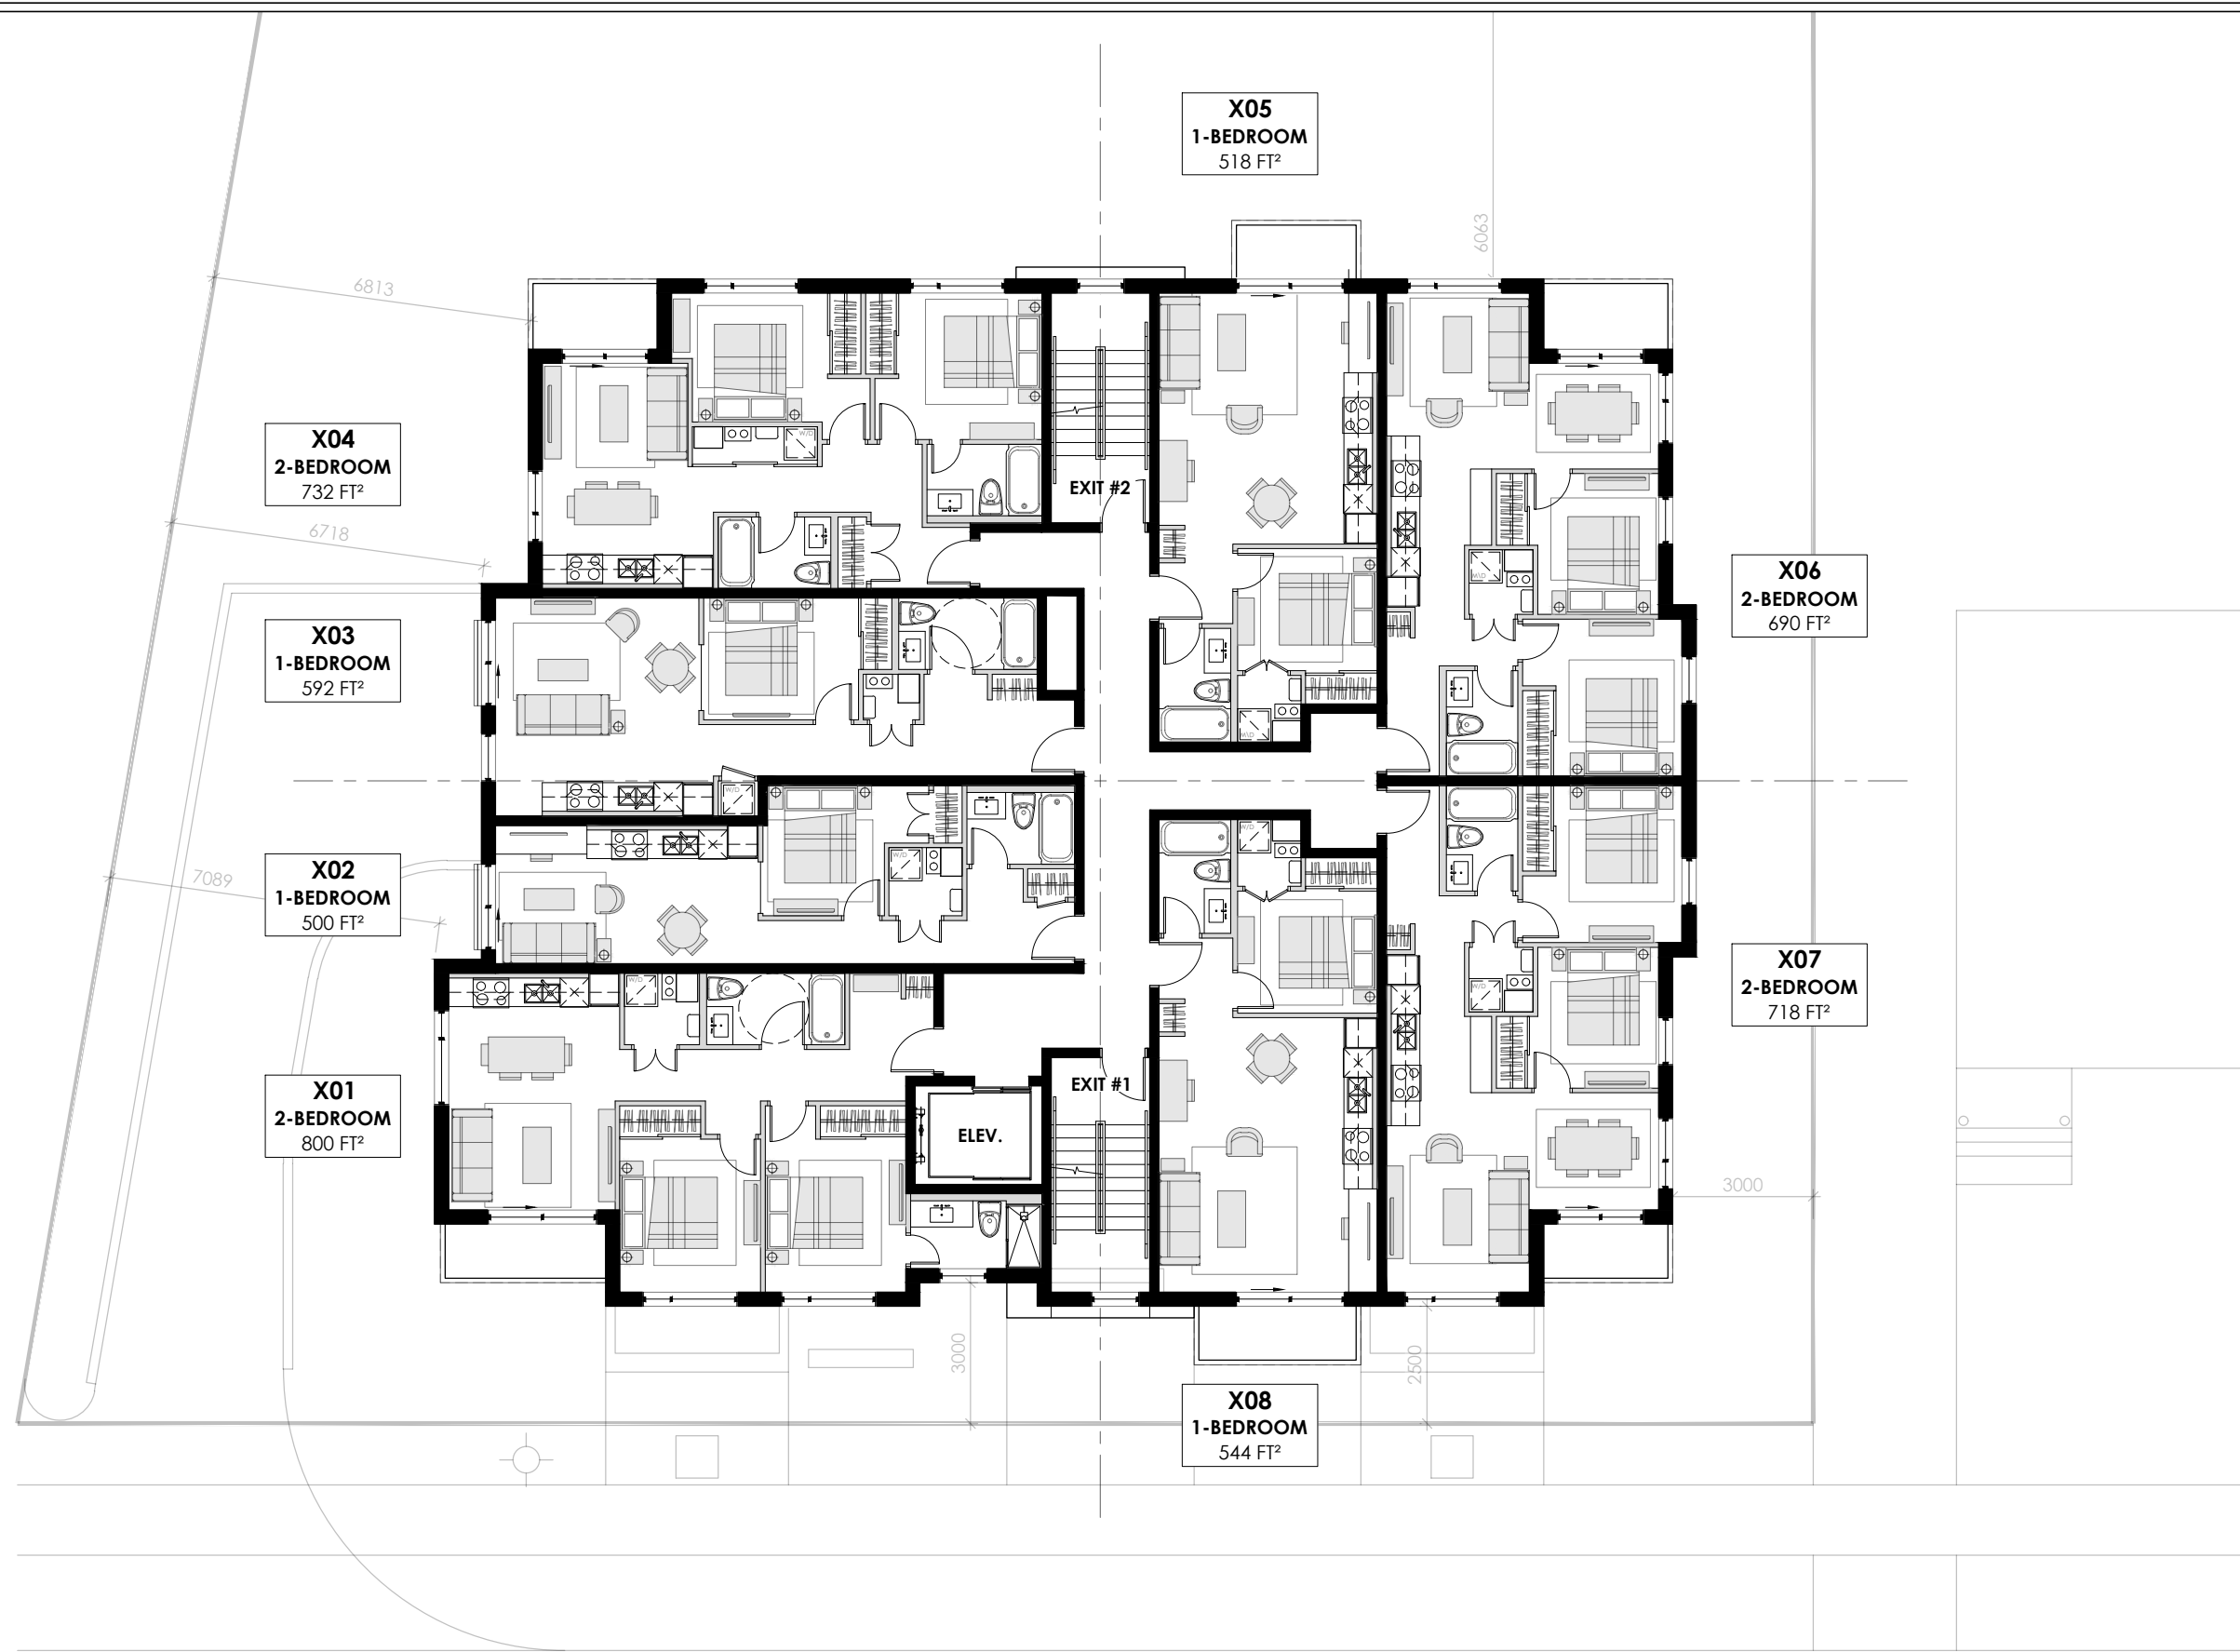 X05
1-BEDROOM
518 FT²
6063
6813
X04
2-BEDROOM
732 FT²
W/D
EXIT #2
6718
X06
2-BEDROOM
690 FT²
W/D
X03
1-BEDROOM
592 FT²
W/D
W/D
W/D
W/D
W/D
X02
1-BEDROOM
500 FT²
7089
X07
2-BEDROOM
718 FT²
W/D
W/D
X01
2-BEDROOM
800 FT²
EXIT #1
ELEV.
3000
3000
2500
X08
1-BEDROOM
544 FT²